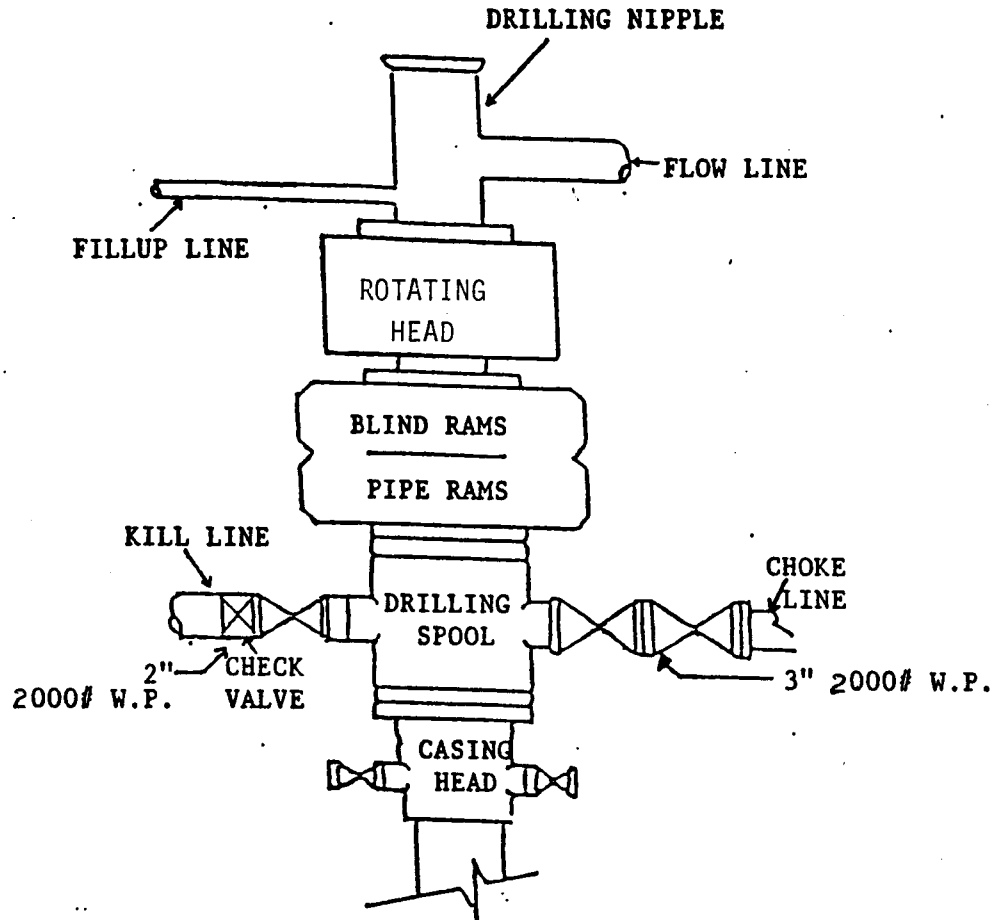 DRILLING NIPPLE
FLOW LINE
FILLUP LINE
ROTATING
HEAD
BLIND RAMS
PIPE RAMS
KILL LINE
CHOKE
LINE
DRILLING
SPOOL
2"
2000# W.P.
CHECK
VALVE
3" 2000# W.P.
CASING
HEAD